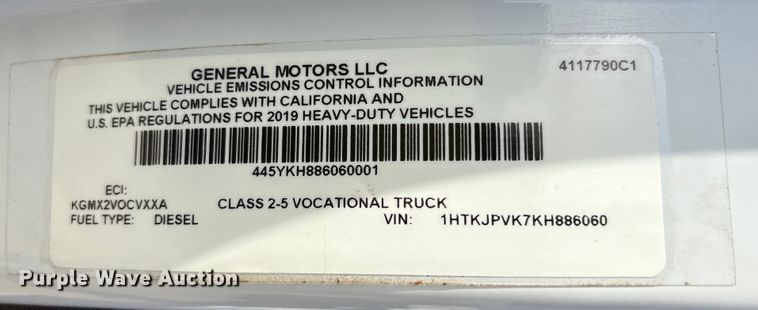 GENERAL MOTORS LLC
4117790C1
VEHICLE EMISSIONS CONTROL INFORMATION
THIS VEHICLE COMPLIES WITH CALIFORNIA AND
U.S. EPA REGULATIONS FOR 2019 HEAVY-DUTY VEHICLES
445YKH886060001
ECI:
KGMX2VOCVXXA CLASS 2-5 VOCATIONAL TRUCK
FUEL TYPE: DIESEL VIN: 1HTKJPVK7KH886060
Purple Wave Auction